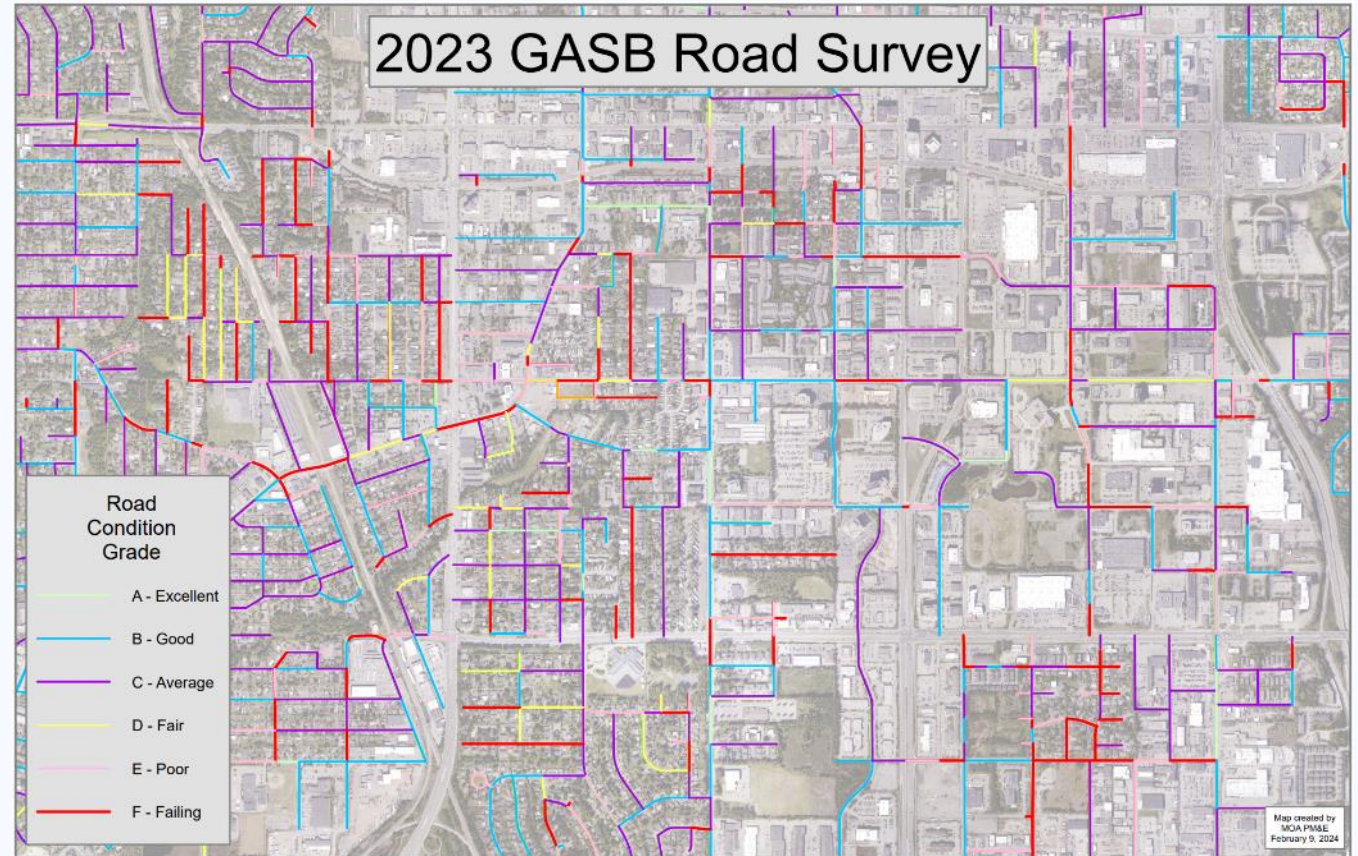 2023 GASB Road Survey
Road
Condition
Grade
A - Excellent
B - Good
C - Average
D - Fair
E - Poor
F - Failing
Map created by
MOA PM&E
February 9, 2024